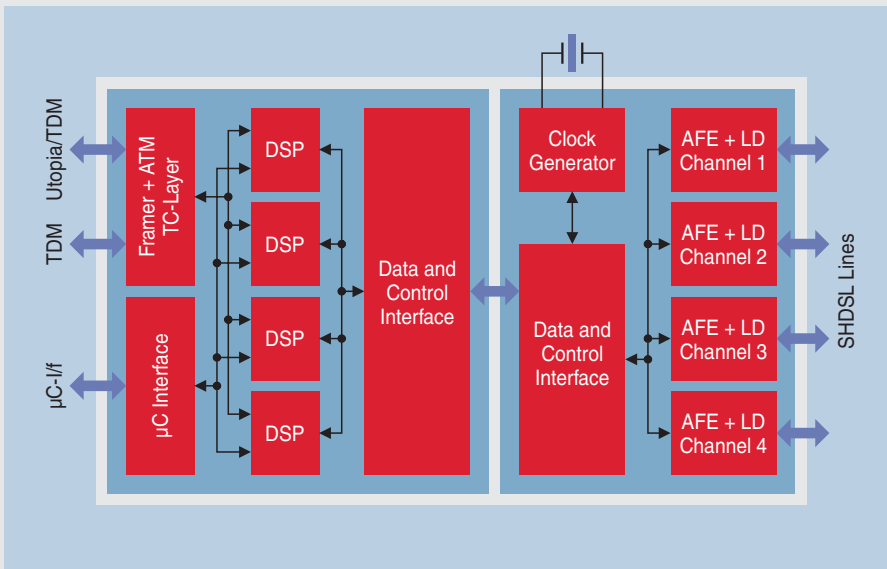 Utopia/TDM
TDM
µC-I/f
Framer + ATM
TC-Layer
µC Interface
DSP
DSP
DSP
DSP
Data and
Control
Interface
Clock
Generator
Data and
Control
Interface
AFE + LD
Channel 1
AFE + LD
Channel 2
AFE + LD
Channel 3
AFE + LD
Channel 4
SHDSL Lines